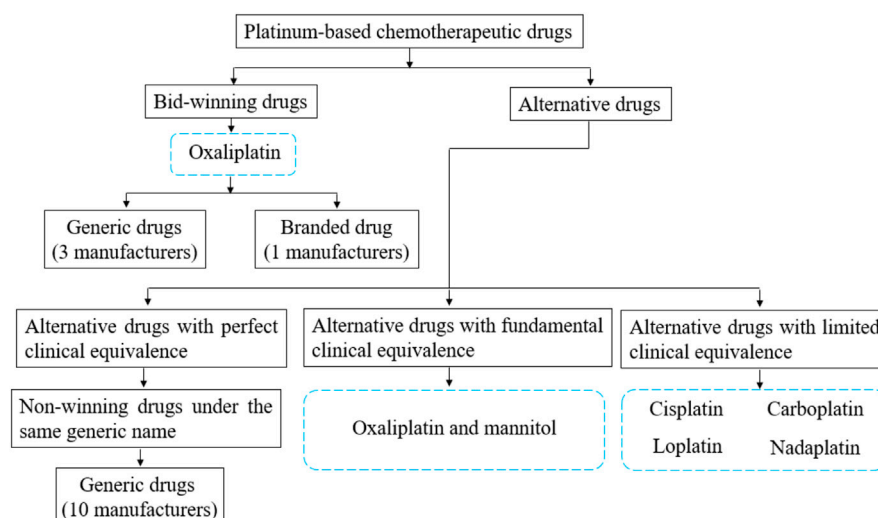 Platinum-based chemotherapeutic drugs
Bid-winning drugs
Alternative drugs
Oxaliplatin
Generic drugs
(3 manufacturers)
Branded drug
(1 manufacturers)
Alternative drugs with perfect
clinical equivalence
Alternative drugs with fundamental
clinical equivalence
Alternative drugs with limited
clinical equivalence
Non-winning drugs under the
same generic name
Oxaliplatin and mannitol
Cisplatin
Carboplatin
Loplatin
Nadaplatin
Generic drugs
(10 manufacturers)